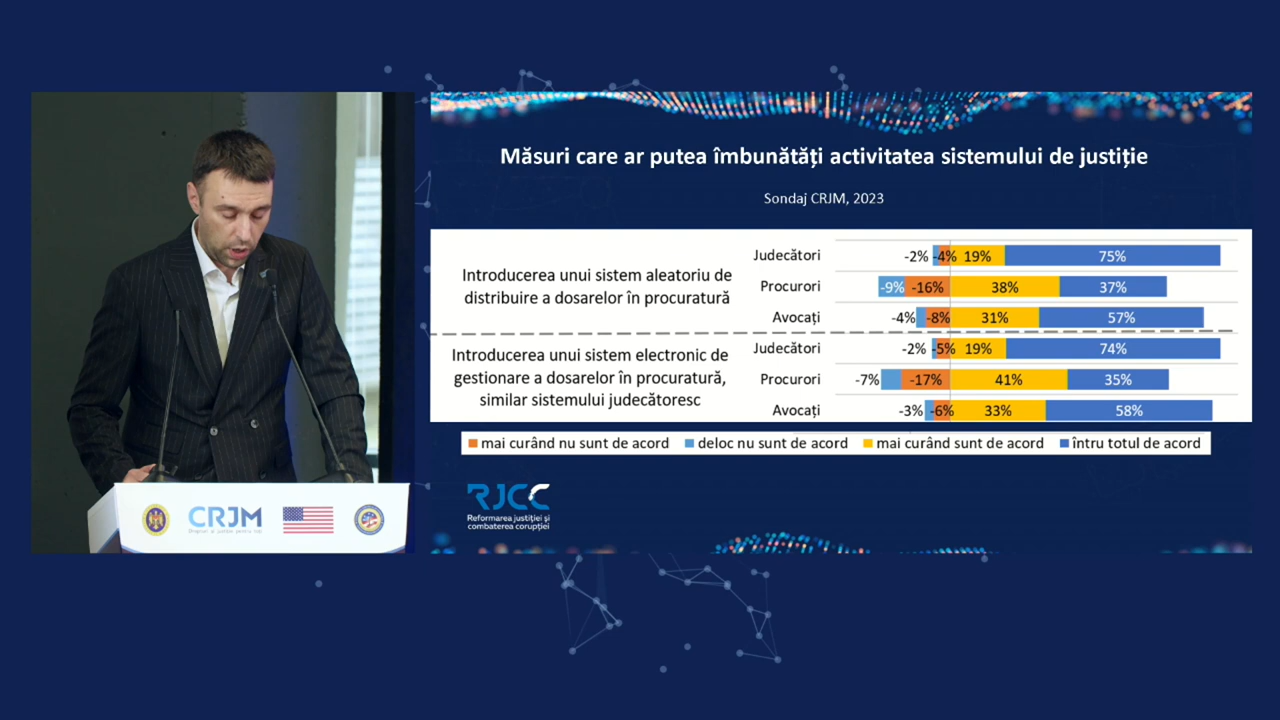 Măsuri care ar putea îmbunătăți activitatea sistemului de justiție
Sondaj CRJM, 2023
Introducerea unui sistem aleatoriu de
distribuire a dosarelor în procuratură
Judecători -2% -4% 19% 75%
Procurori -9% -16% 38% 37%
Avocați -4% -8% 31% 57%
Introducerea unui sistem electronic de
gestionare a dosarelor în procuratură,
similar sistemului judecătoresc
Judecători -2% -5% 19% 74%
Procurori -7% -17% 41% 35%
Avocați -3% -6% 33% 58%
mai curând nu sunt de acord deloc nu sunt de acord mai curând sunt de acord întru totul de acord
RJCC
Reformarea justiției și
combaterea corupției
CRJM